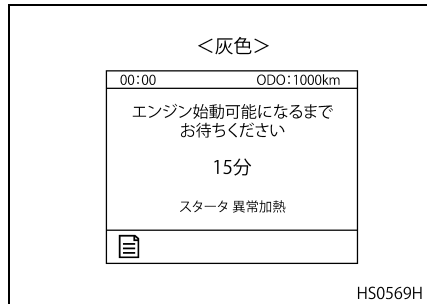 ＜灰色＞
00:00 ODO:1000km
エンジン始動可能になるまで
お待ちください
15分
スタータ 異常加熱
HS0569H